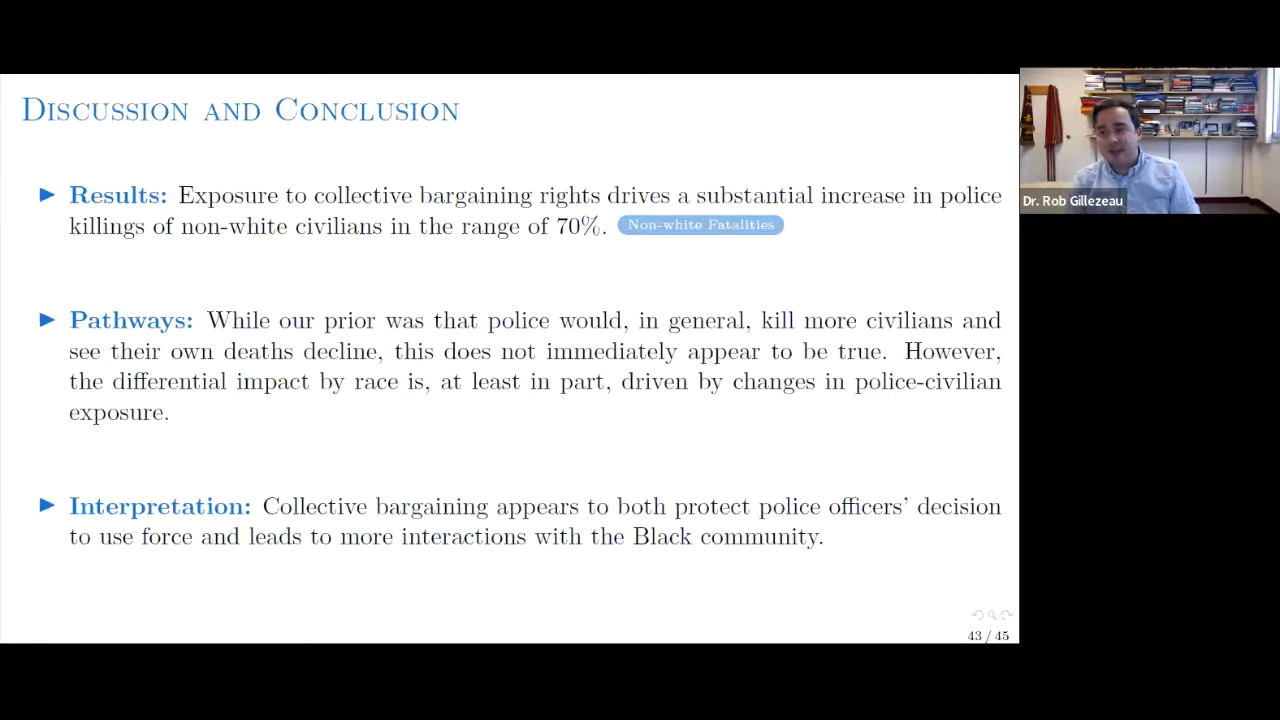 Discussion and Conclusion
Results: Exposure to collective bargaining rights drives a substantial increase in police
killings of non-white civilians in the range of 70%. Non-white Fatalities
Pathways: While our prior was that police would, in general, kill more civilians and
see their own deaths decline, this does not immediately appear to be true. However,
the differential impact by race is, at least in part, driven by changes in police-civilian
exposure.
Interpretation: Collective bargaining appears to both protect police officers' decision
to use force and leads to more interactions with the Black community.
43 / 45
Dr. Rob Gillezeau